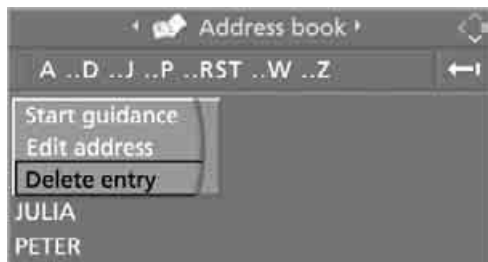 Address book
A ..D ..J ..P ..RST ..W ..Z
Start guidance
Edit address
Delete entry
JULIA
PETER